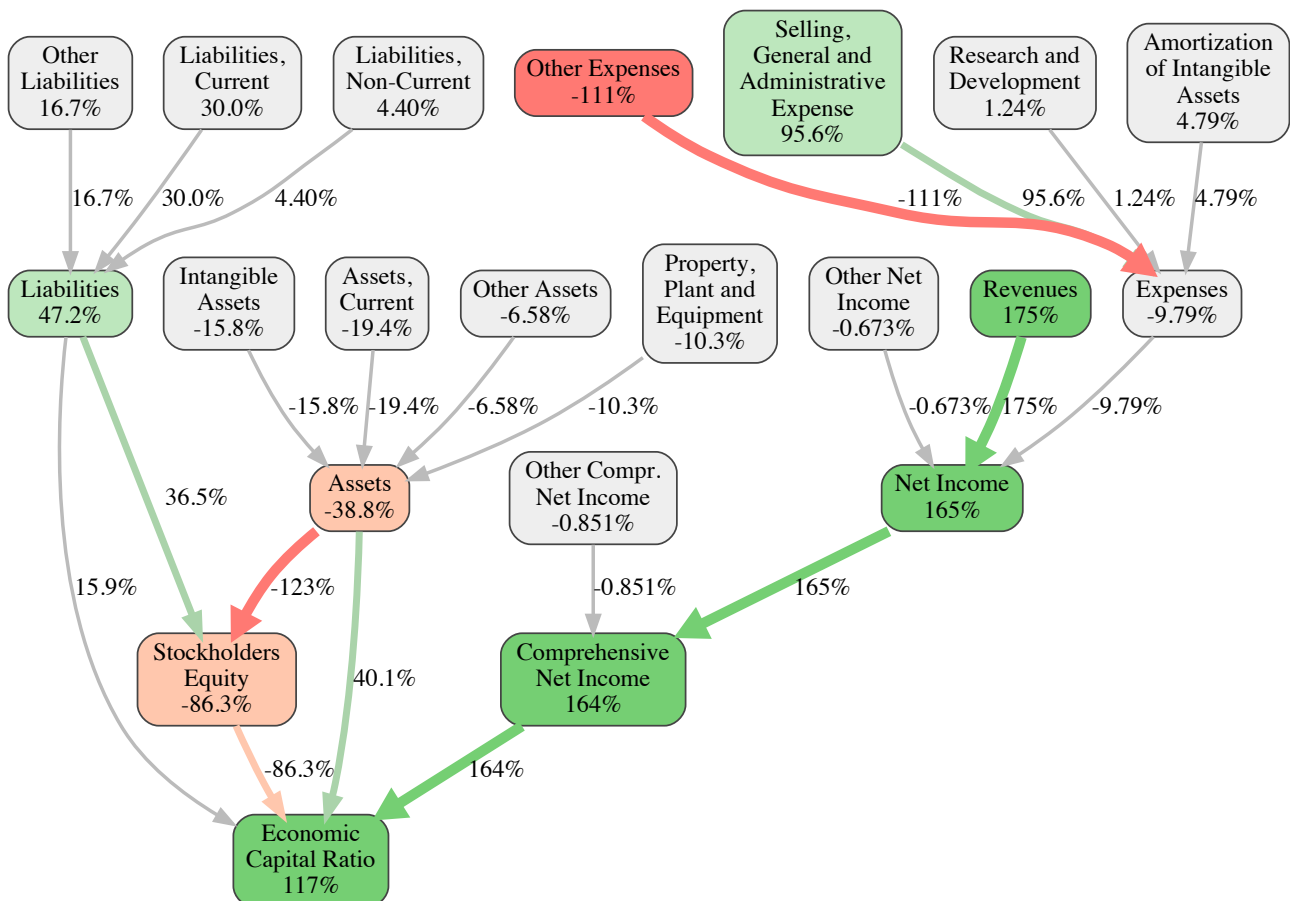 Other
Liabilities
16.7%
Liabilities,
Current
30.0%
Liabilities,
Non-Current
4.40%
Other Expenses
-111%
Selling,
General and
Administrative
Expense
95.6%
Research and
Development
1.24%
Amortization
of Intangible
Assets
4.79%
16.7%
30.0%
4.40%
-111%
95.6%
1.24%
4.79%
Liabilities
47.2%
Intangible
Assets
-15.8%
Assets,
Current
-19.4%
Other Assets
-6.58%
Property,
Plant and
Equipment
-10.3%
Other Net
Income
-0.673%
Revenues
175%
Expenses
-9.79%
-15.8%
-19.4%
-6.58%
-10.3%
-0.673%
175%
-9.79%
36.5%
Assets
-38.8%
Other Compr.
Net Income
-0.851%
Net Income
165%
15.9%
-123%
-0.851%
165%
Stockholders
Equity
-86.3%
40.1%
Comprehensive
Net Income
164%
-86.3%
164%
Economic
Capital Ratio
117%